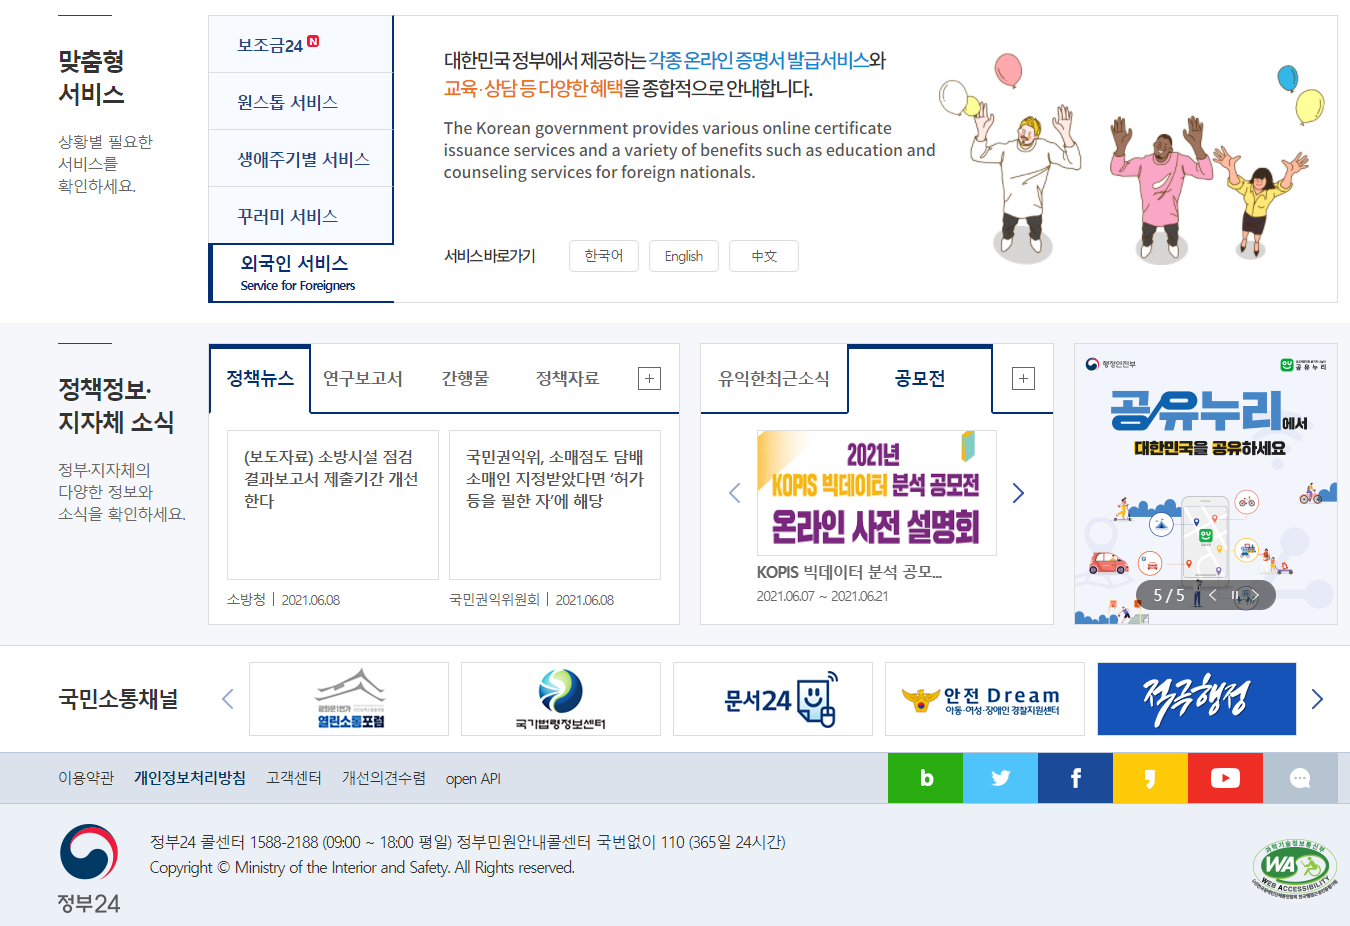 맞춤형
서비스
상황별 필요한
서비스를
확인하세요.
보조금24 N
원스톱 서비스
생애주기별 서비스
꾸러미 서비스
외국인 서비스
Service for Foreigners
대한민국 정부에서 제공하는 각종 온라인 증명서 발급서비스와
교육·상담 등 다양한 혜택을 종합적으로 안내합니다.
The Korean government provides various online certificate
issuance services and a variety of benefits such as education and
counseling services for foreign nationals.
서비스 바로가기
한국어
English
中文
정책정보·
지자체 소식
정부·지자체의
다양한 정보와
소식을 확인하세요.
정책뉴스
연구보고서
간행물
정책자료
(보도자료) 소방시설 점검
결과보고서 제출기간 개선
한다
소방청 | 2021.06.08
국민권익위, 소매점도 담배
소매인 지정받았다면 ‘허가
등을 필한 자’에 해당
국민권익위원회 | 2021.06.08
유익한최근소식
공모전
2021년
KOPIS 빅데이터 분석 공모전
온라인 사전 설명회
KOPIS 빅데이터 분석 공모...
2021.06.07 ~ 2021.06.21
행정안전부
공유누리
공유누리에서
대한민국을 공유하세요
5 / 5
국민소통채널
광화문1번가
열린소통포럼
국가법령정보센터
문서24
안전Dream
아동·여성·장애인 경찰지원센터
적극행정
이용약관
개인정보처리방침
고객센터
개선의견수렴
open API
정부24
정부24 콜센터 1588-2188 (09:00 ~ 18:00 평일) 정부민원안내콜센터 국번없이 110 (365일 24시간)
Copyright © Ministry of the Interior and Safety. All Rights reserved.
과학기술정보통신부
WA
WEB ACCESSIBILITY